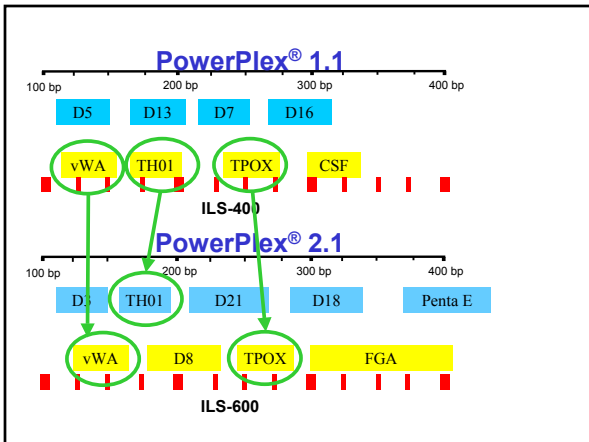 PowerPlex® 1.1
100 bp 200 bp 300 bp 400 bp
D5 D13 D7 D16
vWA TH01 TPOX CSF
ILS-400
PowerPlex® 2.1
100 bp 200 bp 300 bp 400 bp
D3 TH01 D21 D18 Penta E
vWA D8 TPOX FGA
ILS-600